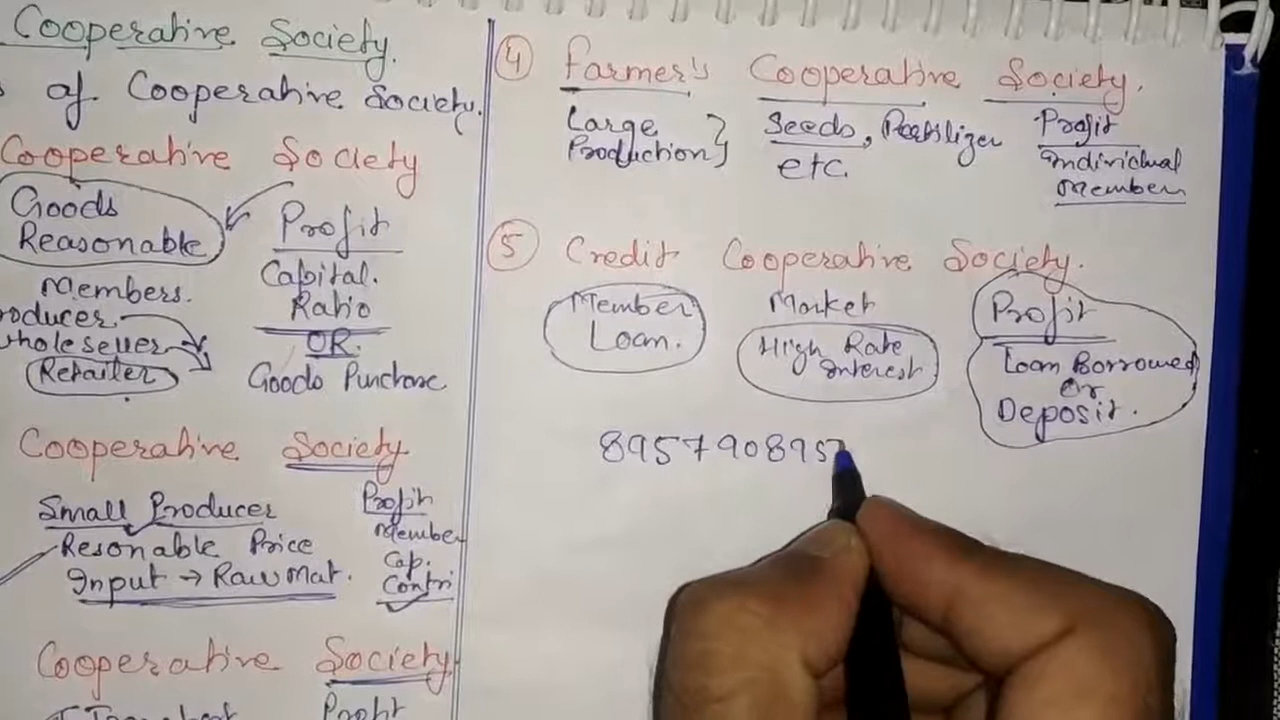 Cooperative Society.
of Cooperative Society.
Cooperative Society
Goods
Reasonable
Members.
Profit
Capital.
Ratio
OR.
Goods Purchase
oducer
holeseller
Retailer
Cooperative Society
Small Producer
Resonable Price
Input → Raw Mat.
Profit
Member
Cap.
Contri
Cooperative Society
Profit
4 Farmer's Cooperative Society.
Large
Production
Seeds, Fertilizer
etc.
Profit
Individual
Member
5 Credit Cooperative Society.
Member
Loan.
Market
High Rate
Interest
Profit
Loan Borrowed
or
Deposit.
8957908957